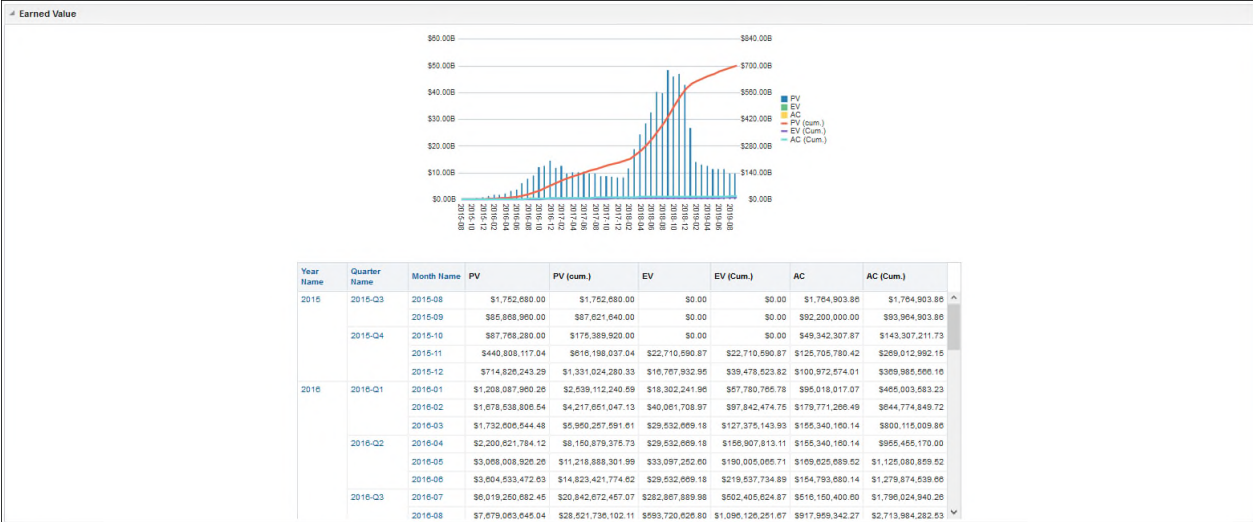 Earned Value
$60.00B $840.00B
$50.00B $700.00B
$40.00B $560.00B
$30.00B $420.00B
$20.00B $280.00B
$10.00B $140.00B
$0.00B $0.00B
PV
EV
AC
PV (cum.)
EV (Cum.)
AC (Cum.)
2015-08 2015-10 2015-12 2016-02 2016-04 2016-06 2016-08 2016-10 2016-12 2017-02 2017-04 2017-06 2017-08 2017-10 2017-12 2018-02 2018-04 2018-06 2018-08 2018-10 2018-12 2019-02 2019-04 2019-06 2019-08
Year Name Quarter Name Month Name PV PV (cum.) EV EV (Cum.) AC AC (Cum.)
2015 2015-Q3 2015-08 $1,752,680.00 $1,752,680.00 $0.00 $0.00 $1,764,903.86 $1,764,903.86
2015-09 $85,868,960.00 $87,621,640.00 $0.00 $0.00 $92,200,000.00 $93,964,903.86
2015-Q4 2015-10 $87,768,280.00 $175,389,920.00 $0.00 $0.00 $49,342,307.87 $143,307,211.73
2015-11 $440,808,117.04 $616,198,037.04 $22,710,590.87 $22,710,590.87 $125,705,780.42 $269,012,992.15
2015-12 $714,826,243.29 $1,331,024,280.33 $16,767,932.95 $39,478,523.82 $100,972,574.01 $369,985,566.16
2016 2016-Q1 2016-01 $1,208,087,960.26 $2,539,112,240.59 $18,302,241.96 $57,780,765.78 $95,018,017.07 $465,003,583.23
2016-02 $1,678,538,806.54 $4,217,651,047.13 $40,061,708.97 $97,842,474.75 $179,771,266.49 $644,774,849.72
2016-03 $1,732,606,544.48 $5,950,257,591.61 $29,532,669.18 $127,375,143.93 $155,340,160.14 $800,115,009.86
2016-Q2 2016-04 $2,200,621,784.12 $8,150,879,375.73 $29,532,669.18 $156,907,813.11 $155,340,160.14 $955,455,170.00
2016-05 $3,068,008,926.26 $11,218,888,301.99 $33,097,252.60 $190,005,065.71 $169,625,689.52 $1,125,080,859.52
2016-06 $3,604,533,472.63 $14,823,421,774.62 $29,532,669.18 $219,537,734.89 $154,793,680.14 $1,279,874,539.66
2016-Q3 2016-07 $6,019,250,682.45 $20,842,672,457.07 $282,867,889.98 $502,405,624.87 $516,150,400.60 $1,796,024,940.26
2016-08 $7,679,063,645.04 $28,521,736,102.11 $593,720,626.80 $1,096,126,251.67 $917,959,342.27 $2,713,984,282.53